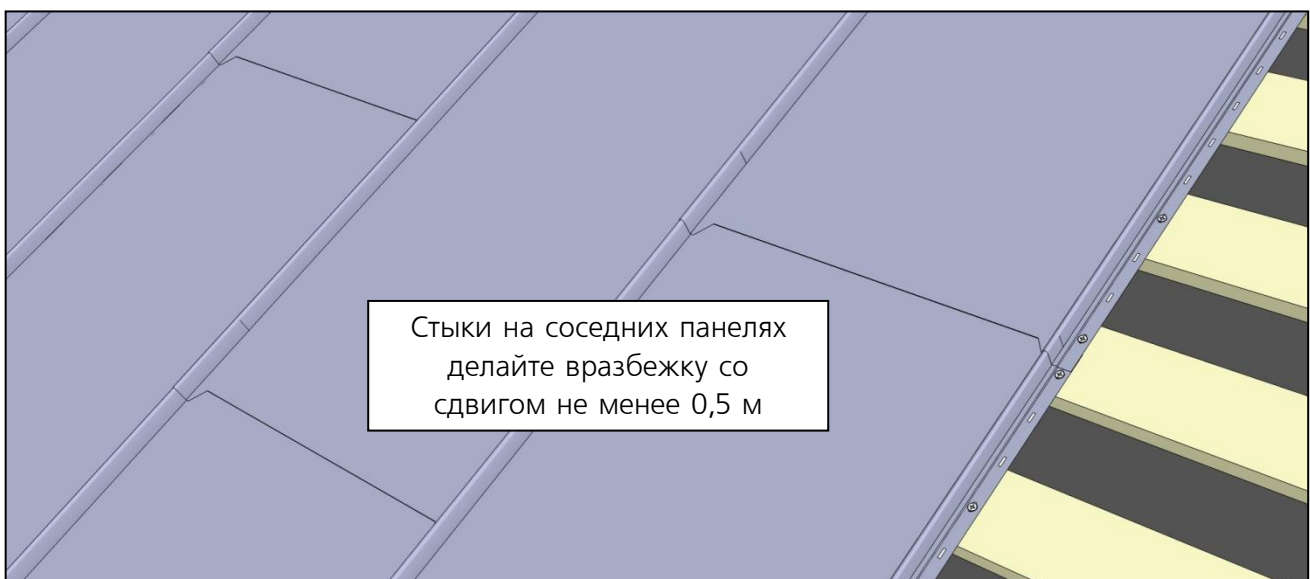 Стыки на соседних панелях
делайте вразбежку со
сдвигом не менее 0,5 м